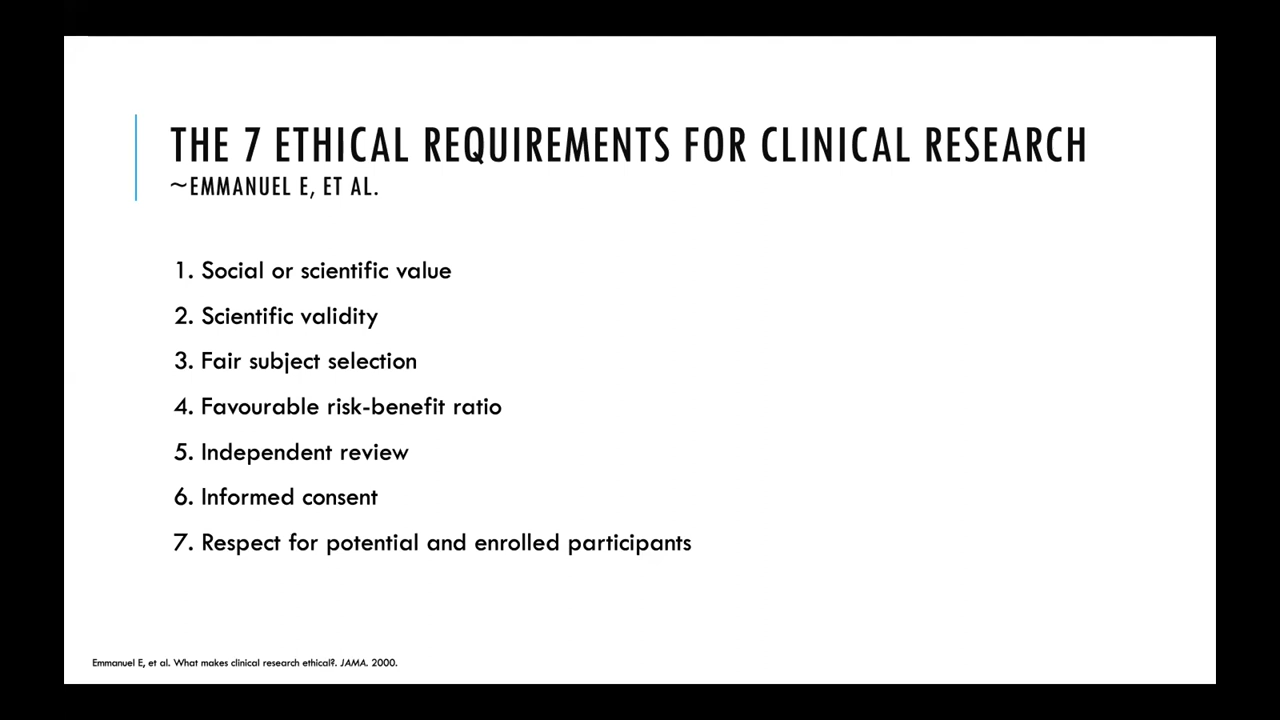 THE 7 ETHICAL REQUIREMENTS FOR CLINICAL RESEARCH
~EMMANUEL E, ET AL.
1. Social or scientific value
2. Scientific validity
3. Fair subject selection
4. Favourable risk-benefit ratio
5. Independent review
6. Informed consent
7. Respect for potential and enrolled participants
Emmanuel E, et al. What makes clinical research ethical?. JAMA. 2000.